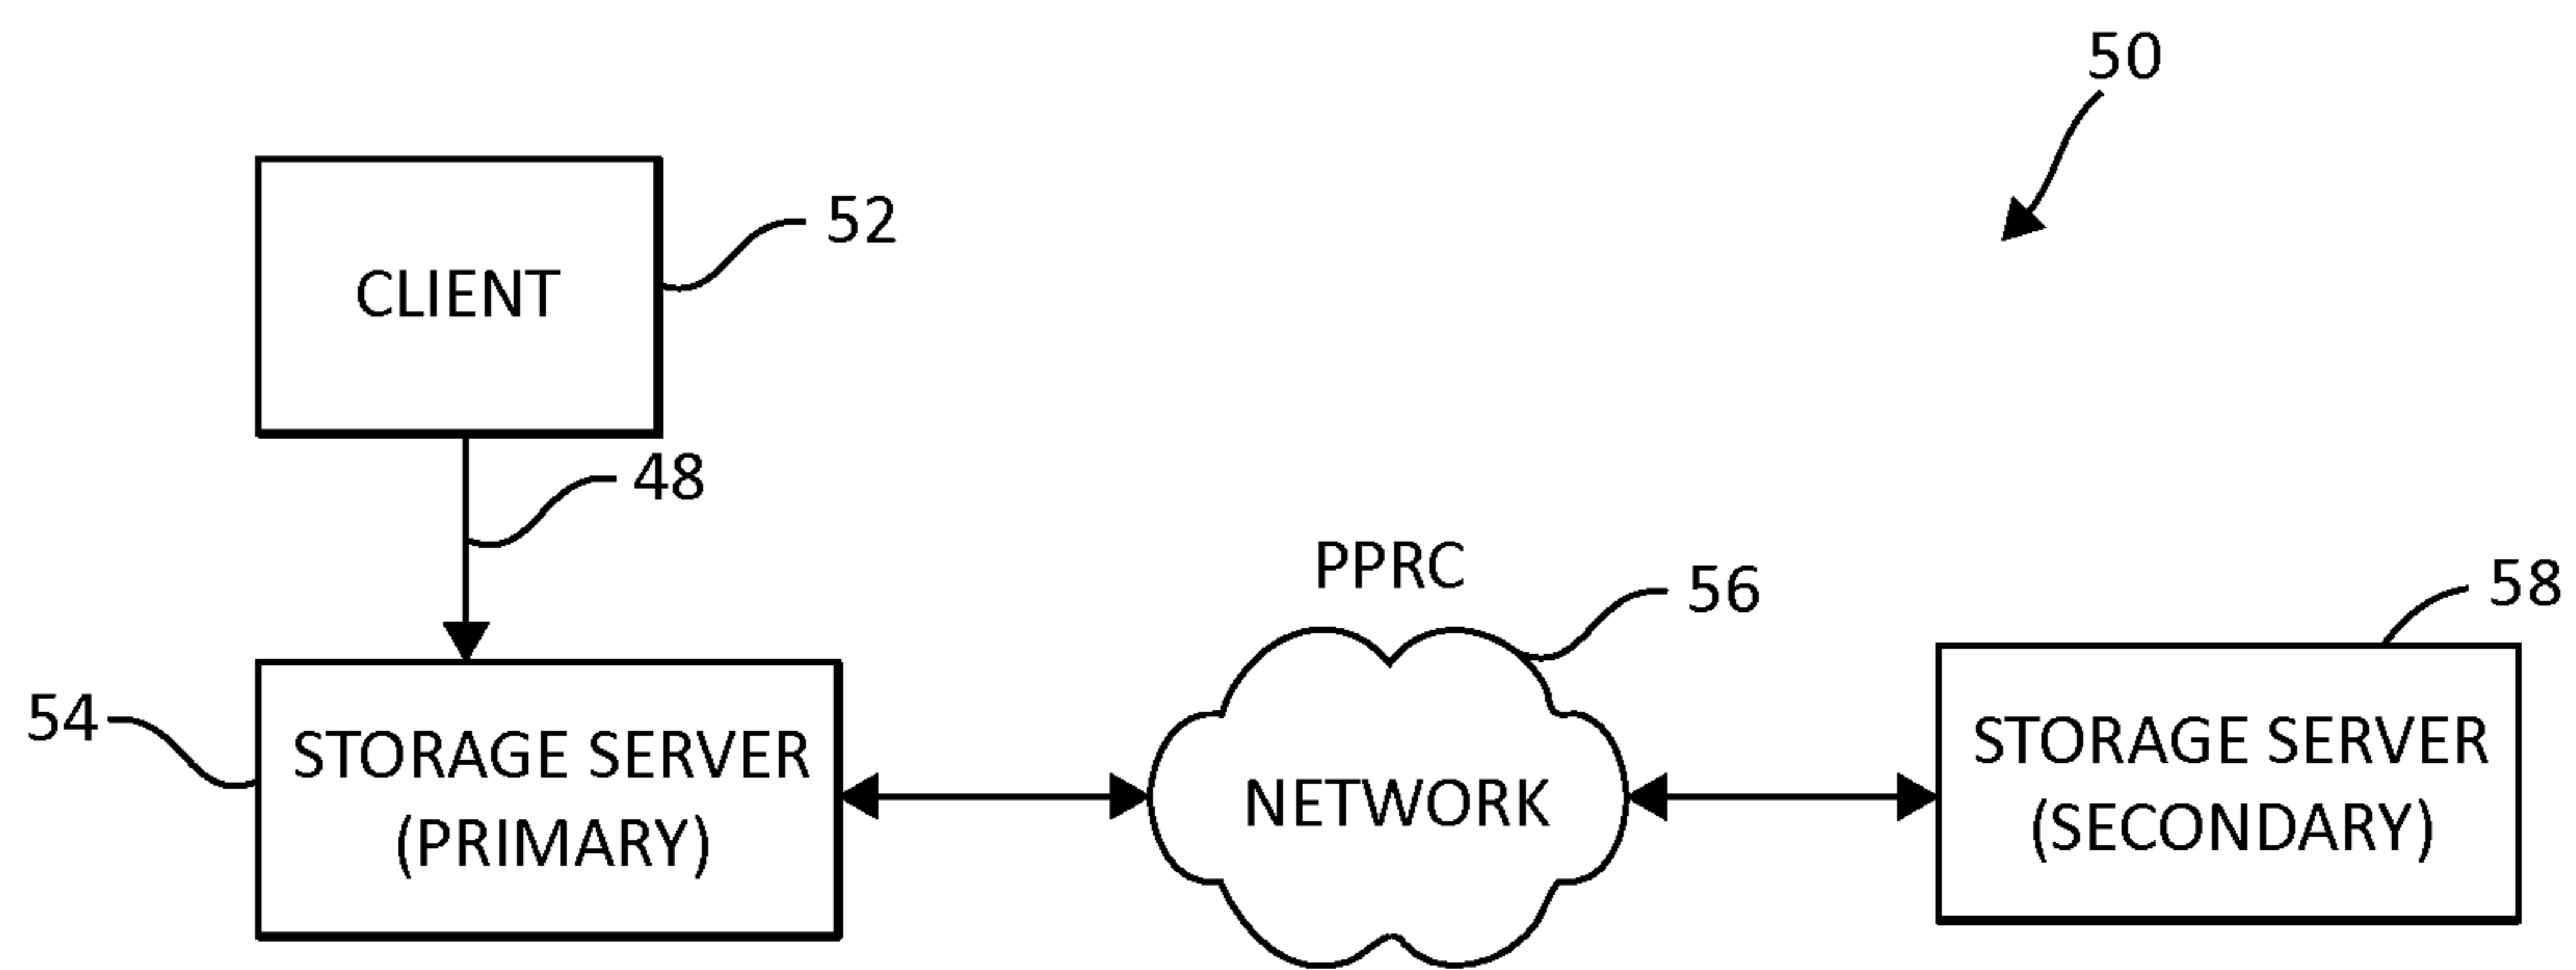 50
CLIENT
52
48
PPRC
56
58
54
STORAGE SERVER
(PRIMARY)
NETWORK
STORAGE SERVER
(SECONDARY)